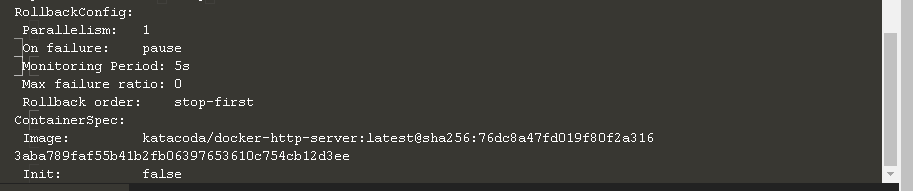 RollbackConfig:
Parallelism: 1
On failure: pause
Monitoring Period: 5s
Max failure ratio: 0
Rollback order: stop-first
ContainerSpec:
Image: katacoda/docker-http-server:latest@sha256:76dc8a47fd019f80f2a316
3aba789faf55b41b2fb06397653610c754cb12d3ee
Init: false